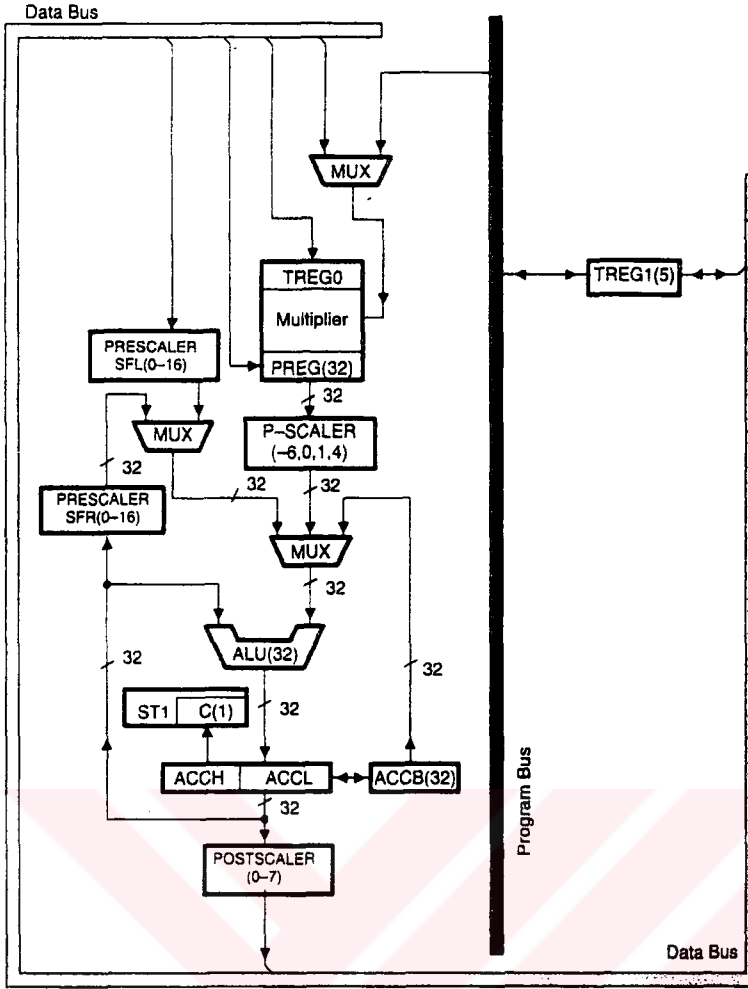 Data Bus
MUX
TREG0
TREG1(5)
Multiplier
PRESCALER
SFL(0–16)
PREG(32)
32
MUX
P–SCALER
(–6,0,1,4)
32
32
32
PRESCALER
SFR(0–16)
MUX
32
ALU(32)
32
32
32
ST1 C(1)
ACCH ACCL
ACCB(32)
32
Program Bus
POSTSCALER
(0–7)
Data Bus